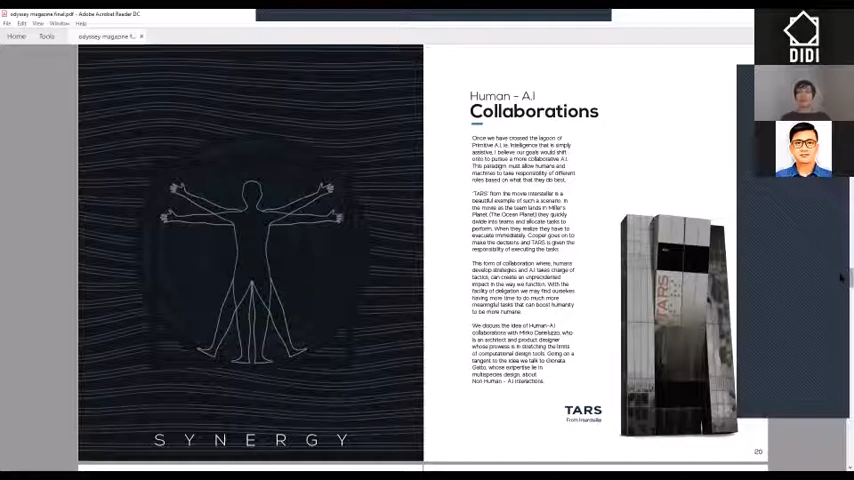 odyssey magazine final.pdf - Adobe Acrobat Reader DC
File Edit View Window Help
Home Tools odyssey magazine f... ×
DIDI
Human - A.I
Collaborations
Once we have crossed the lagoon of
Primitive A.I, ie. Intelligence that is simply
assistive, I believe our goals would shift
onto to pursue a more collaborative A.I.
This paradigm must allow humans and
machines to take responsibility of different
roles based on what that they do best.
'TARS' from the movie Interstellar is a
beautiful example of such a scenario. In
the movie as the team lands in Miller's
Planet (The Ocean Planet) they quickly
divide into teams and allocate tasks to
perform. When they realize they have to
evacuate immediately, Cooper goes on to
make the decisions and TARS is given the
responsibility of executing the tasks.
This form of collaboration where, humans
develop strategies and A.I takes charge of
tactics, can create an unprecedented
impact in the way we function. With the
facility of deligation we may find ourselves
having more time to do much more
meaningful tasks that can boost humanity
to be more humane.
We discuss the idea of Human-A.I
collaborations with Mirko Daneluzzo, who
is an architect and product designer
whose prowess is in stretching the limits
of computational design tools. Going on a
tangent to the idea we talk to Gionata
Gatto, whose expertise lie in
multispecies design, about
Non Human - A.I Interactions.
TARS
TARS
From Interstellar
SYNERGY
20